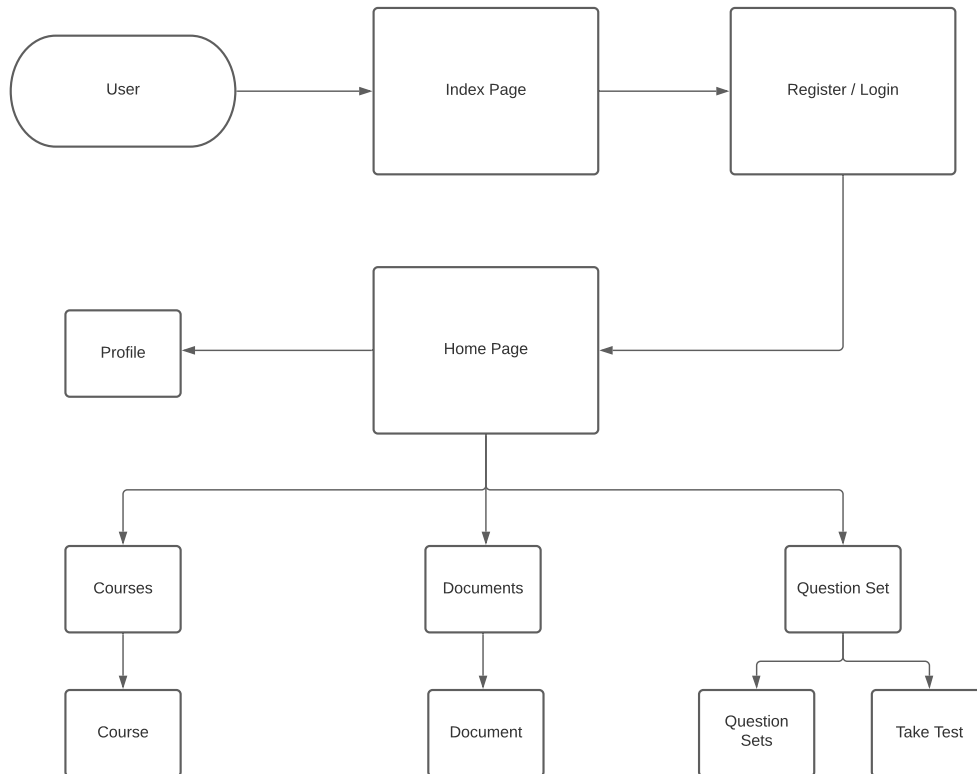 User
Index Page
Register / Login
Profile
Home Page
Courses
Documents
Question Set
Course
Document
Question
Sets
Take Test